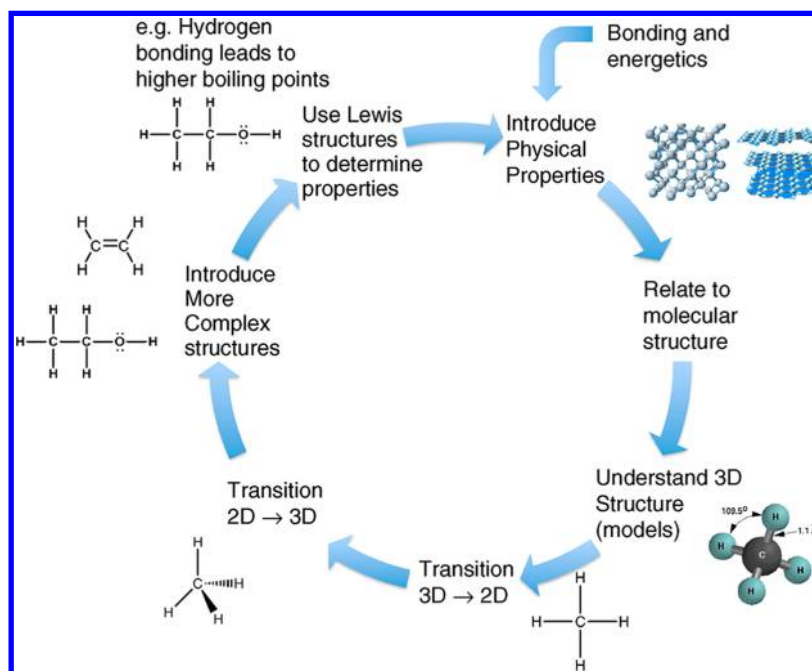 e.g. Hydrogen
bonding leads to
higher boiling points
H H
H—C—C—Ö—H
H H
Use Lewis
structures
to determine
properties
Bonding and
energetics
Introduce
Physical
Properties
Relate to
molecular
structure
Understand 3D
Structure
(models)
109.5°
H
1.1
H
C
H
H
Transition
3D → 2D
H
H—C—H
H
Transition
2D → 3D
H
C H
H
H
Introduce
More
Complex
structures
H H
C=C
H H
H H
H—C—C—Ö—H
H H